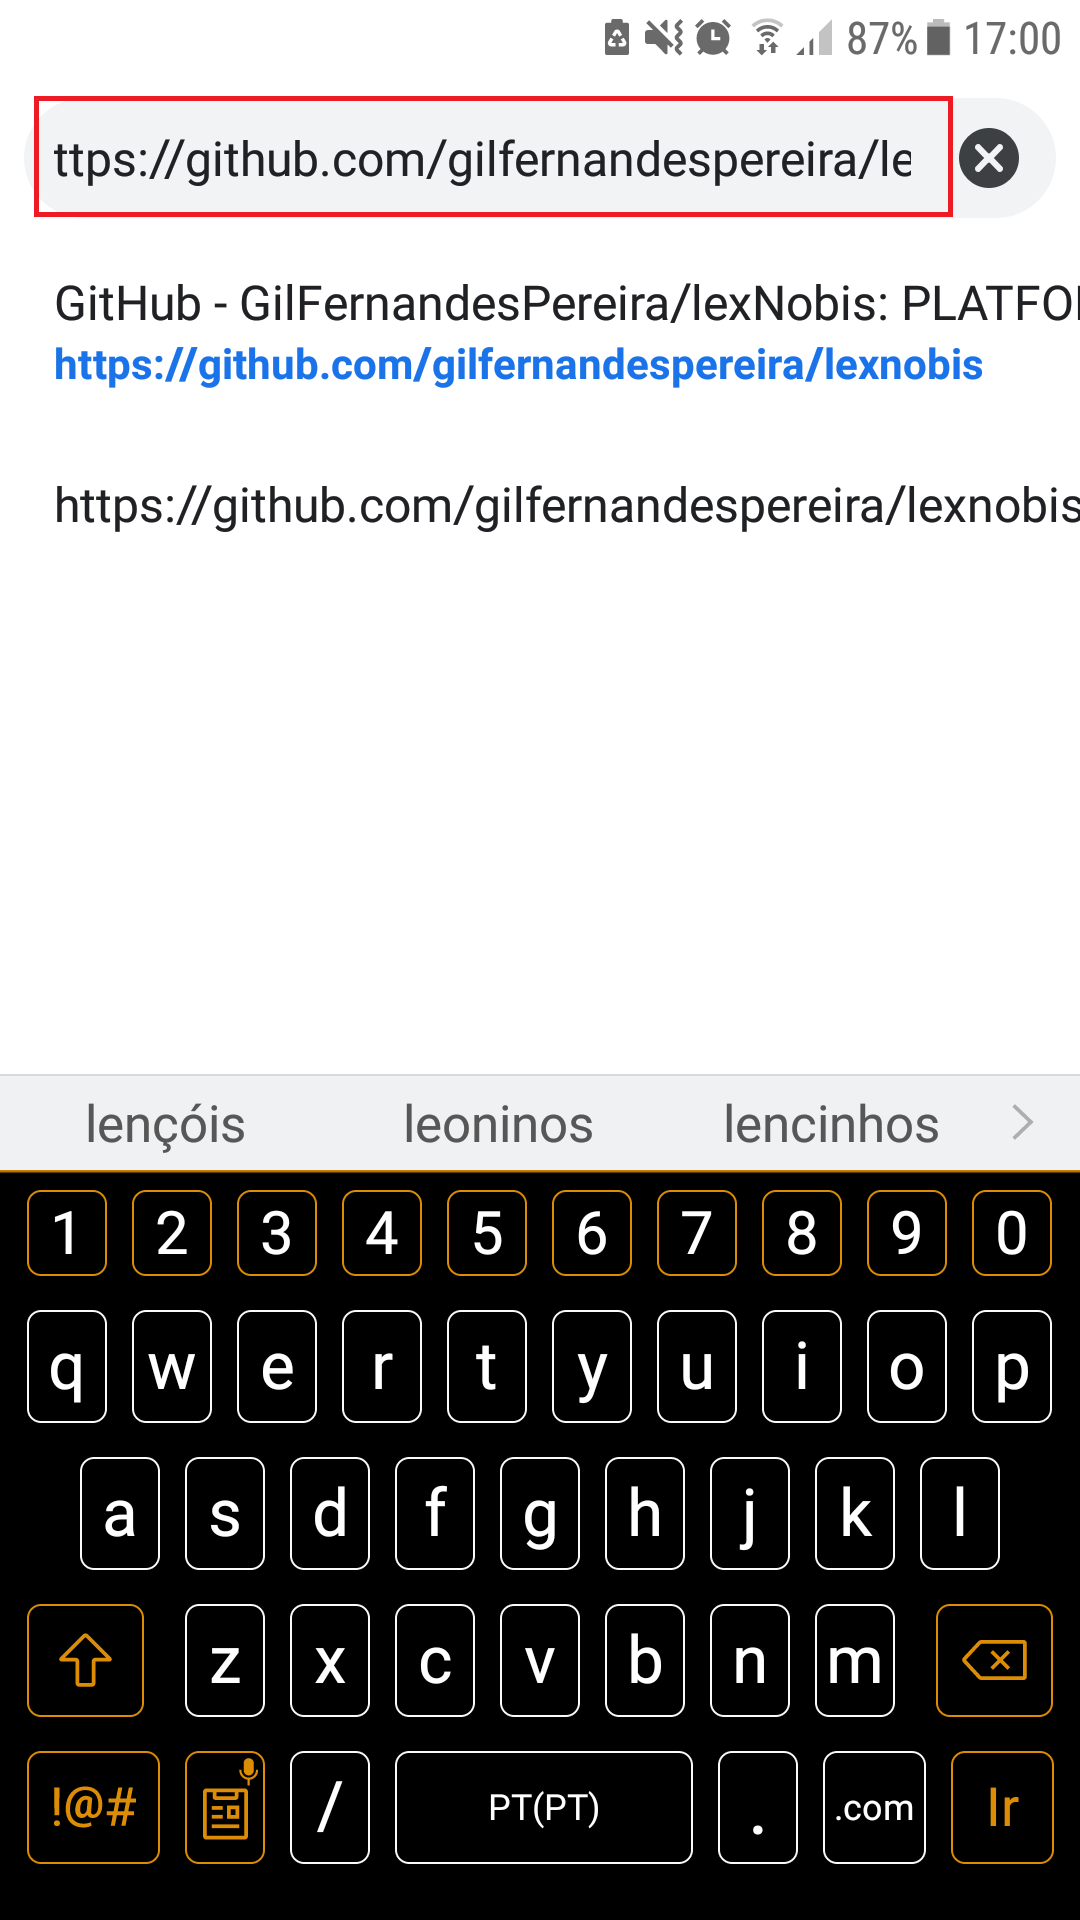 87% 17:00
ttps://github.com/gilfernandespereira/le
GitHub - GilFernandesPereira/lexNobis: PLATFO
https://github.com/gilfernandespereira/lexnobis
https://github.com/gilfernandespereira/lexnobis
lençóis leoninos lencinhos
1 2 3 4 5 6 7 8 9 0
q w e r t y u i o p
a s d f g h j k l
z x c v b n m
!@# / PT(PT) . .com Ir